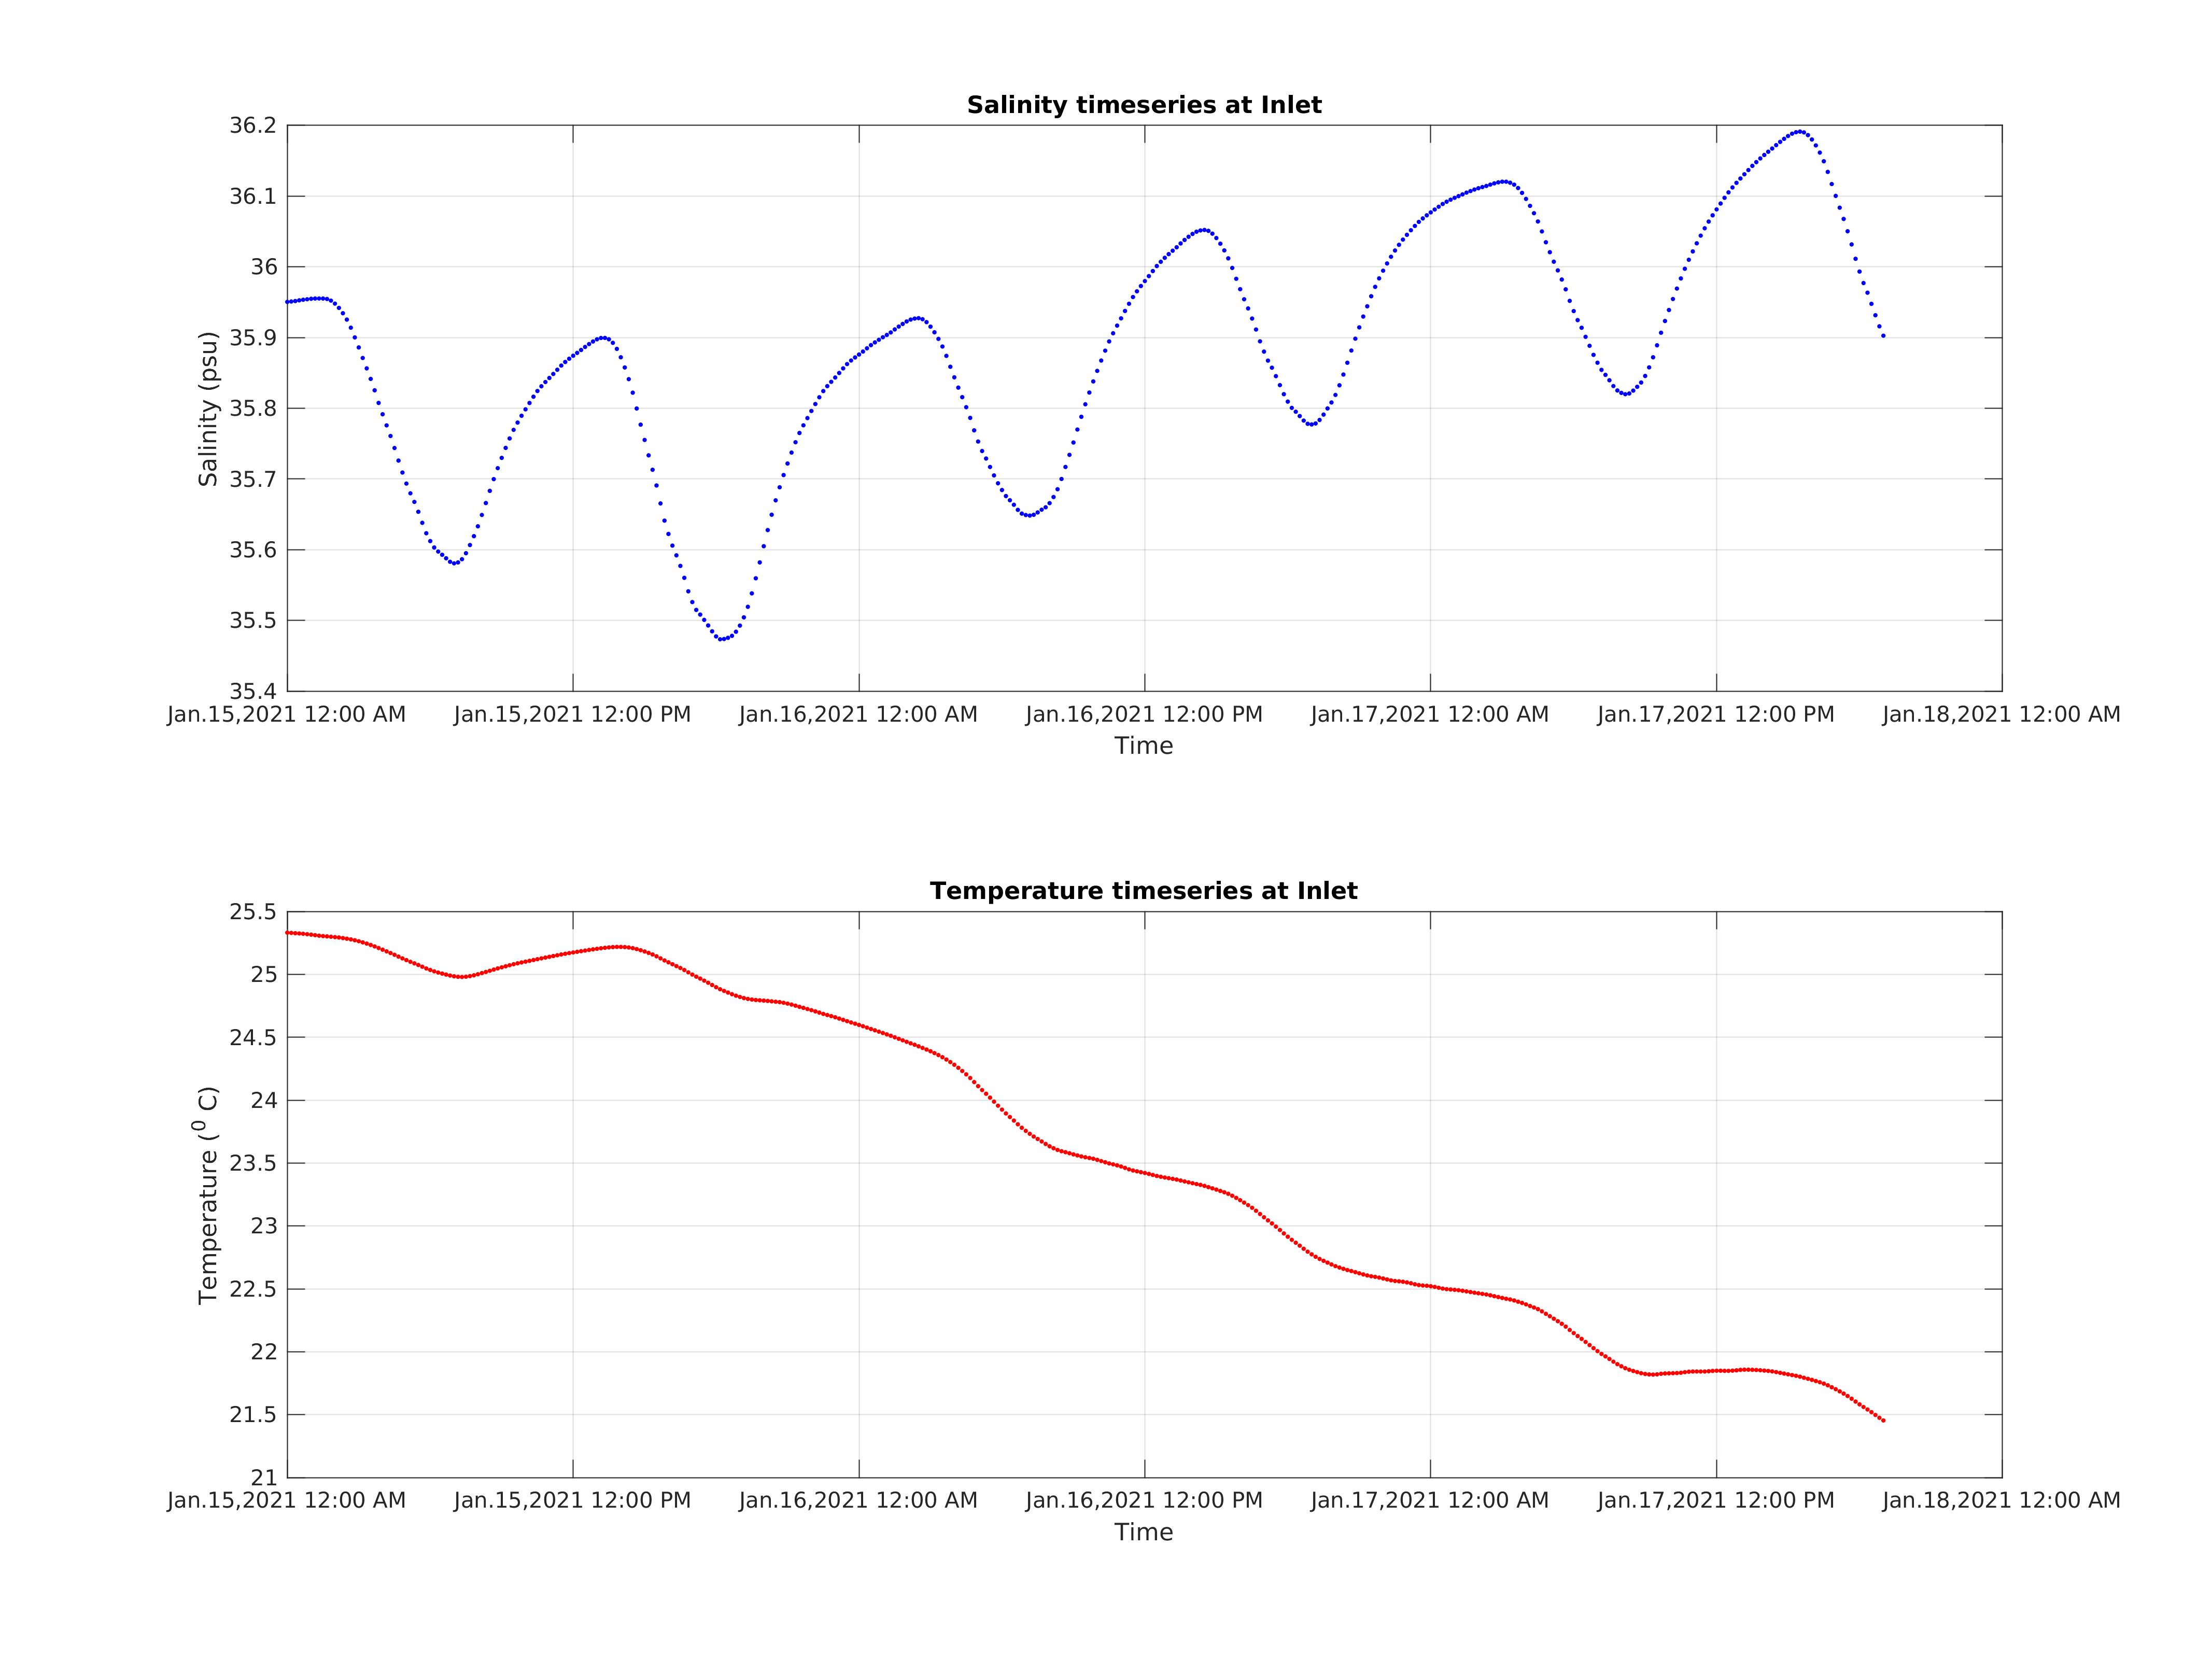 Salinity timeseries at Inlet
36.2
36.1
36
35.9
35.8
35.7
35.6
35.5
35.4
Salinity (psu)
Jan.15,2021 12:00 AM Jan.15,2021 12:00 PM Jan.16,2021 12:00 AM Jan.16,2021 12:00 PM Jan.17,2021 12:00 AM Jan.17,2021 12:00 PM Jan.18,2021 12:00 AM
Time
Temperature timeseries at Inlet
25.5
25
24.5
24
23.5
23
22.5
22
21.5
21
Temperature (⁰ C)
Jan.15,2021 12:00 AM Jan.15,2021 12:00 PM Jan.16,2021 12:00 AM Jan.16,2021 12:00 PM Jan.17,2021 12:00 AM Jan.17,2021 12:00 PM Jan.18,2021 12:00 AM
Time